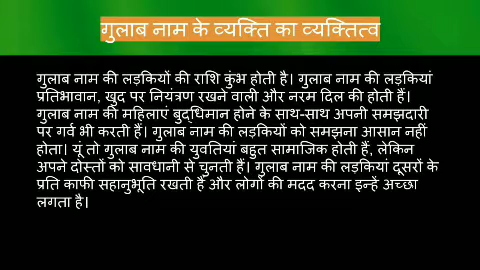 गुलाब नाम के व्यक्ति का व्यक्तित्व
गुलाब नाम की लड़कियों की राशि कुंभ होती है। गुलाब नाम की लड़कियां
प्रतिभावान, खुद पर नियंत्रण रखने वाली और नरम दिल की होती हैं।
गुलाब नाम की महिलाएं बुद्धिमान होने के साथ-साथ अपनी समझदारी
पर गर्व भी करती हैं। गुलाब नाम की लड़कियों को समझना आसान नहीं
होता। यूं तो गुलाब नाम की युवतियां बहुत सामाजिक होती हैं, लेकिन
अपने दोस्तों को सावधानी से चुनती हैं। गुलाब नाम की लड़कियां दूसरों के
प्रति काफी सहानुभूति रखती हैं और लोगों की मदद करना इन्हें अच्छा
लगता है।